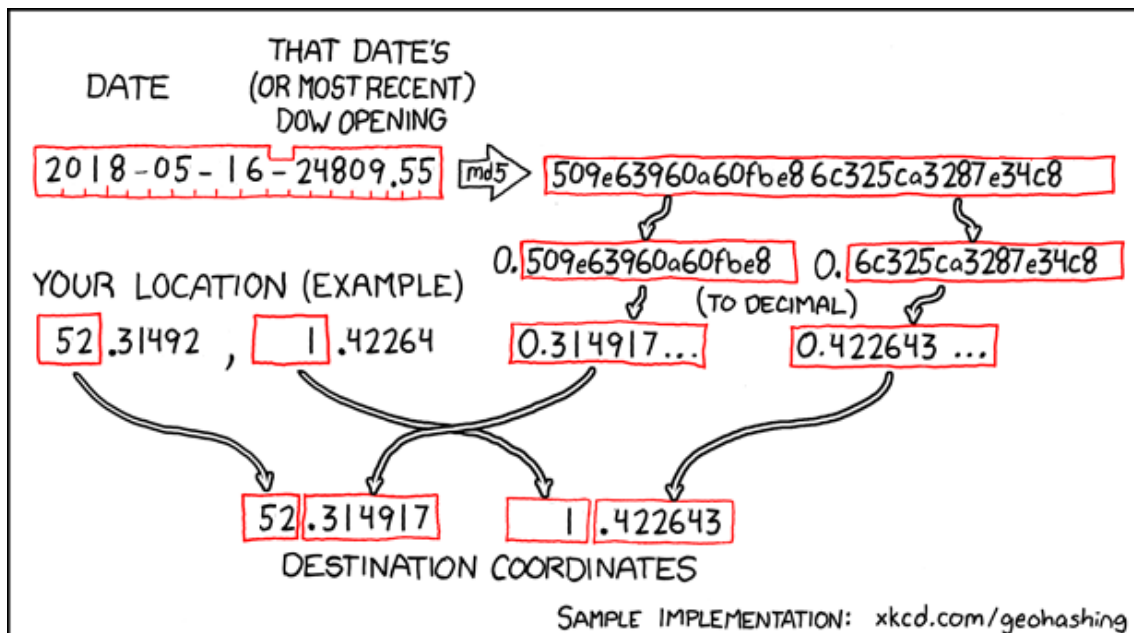 DATE
THAT DATE'S
(OR MOST RECENT)
DOW OPENING
2018-05-16-24809.55
md5
509e63960a60fbe86c325ca3287e34c8
0.509e63960a60fbe8
0.6c325ca3287e34c8
YOUR LOCATION (EXAMPLE)
(TO DECIMAL)
52.31492, 1.42264
0.314917...
0.422643...
52.314917
1.422643
DESTINATION COORDINATES
SAMPLE IMPLEMENTATION: xkcd.com/geohashing